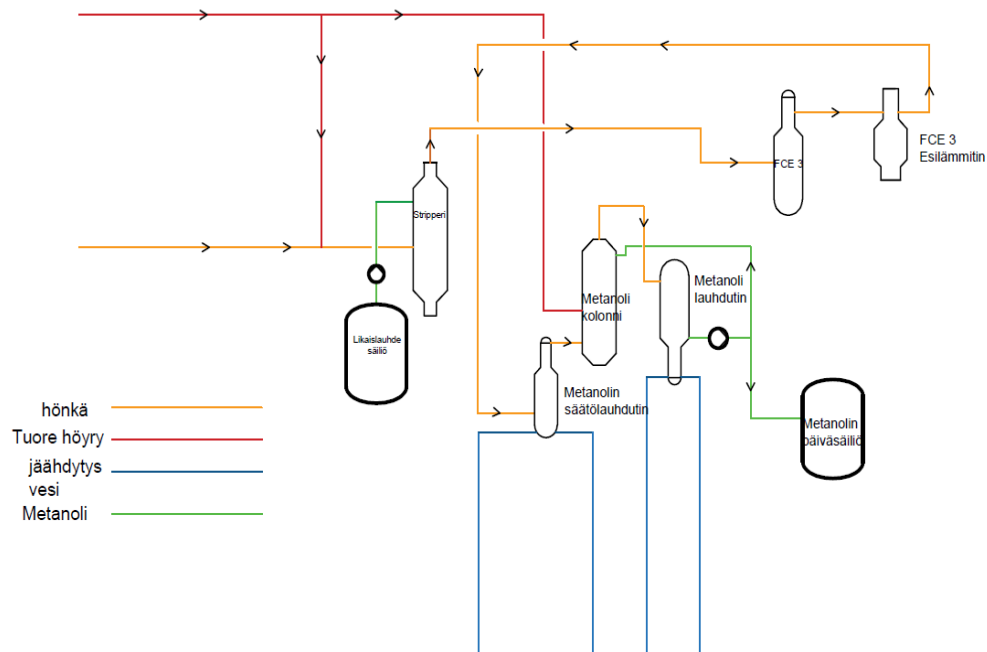 FCE 3
Esilämmitin
FCE 3
Stripperi
Metanoli
kolonni
Metanoli
lauhdutin
Likaislauhde
säiliö
Metanolin
säätölauhdutin
Metanolin
päiväsäiliö
hönkä
Tuore höyry
jäähdytys
vesi
Metanoli